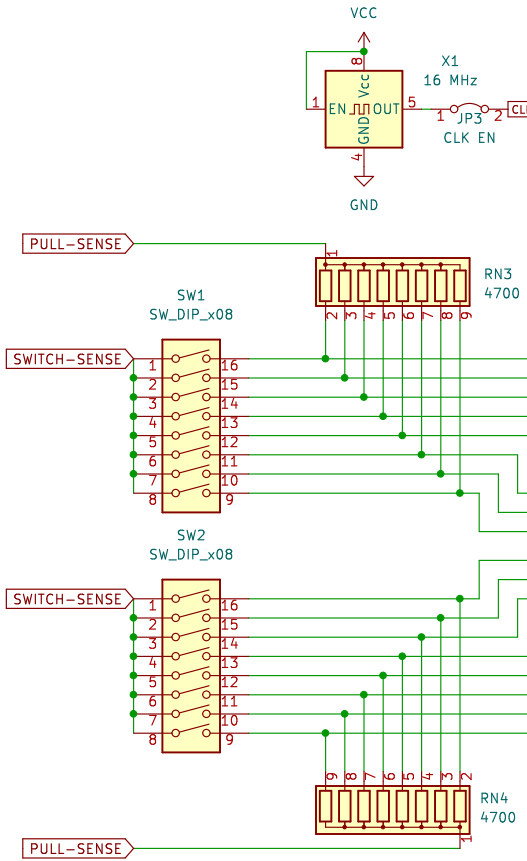 VCC
8
X1
16 MHz
Vcc
1
EN
OUT
5
GND
1
JP3
2
CLK EN
4
GND
PULL-SENSE
1
RN3
4700
2
3
4
5
6
7
8
9
SW1
SW_DIP_x08
SWITCH-SENSE
1
16
2
15
3
14
4
13
5
12
6
11
7
10
8
9
SW2
SW_DIP_x08
SWITCH-SENSE
1
16
2
15
3
14
4
13
5
12
6
11
7
10
8
9
9
8
7
6
5
4
3
2
RN4
4700
1
PULL-SENSE